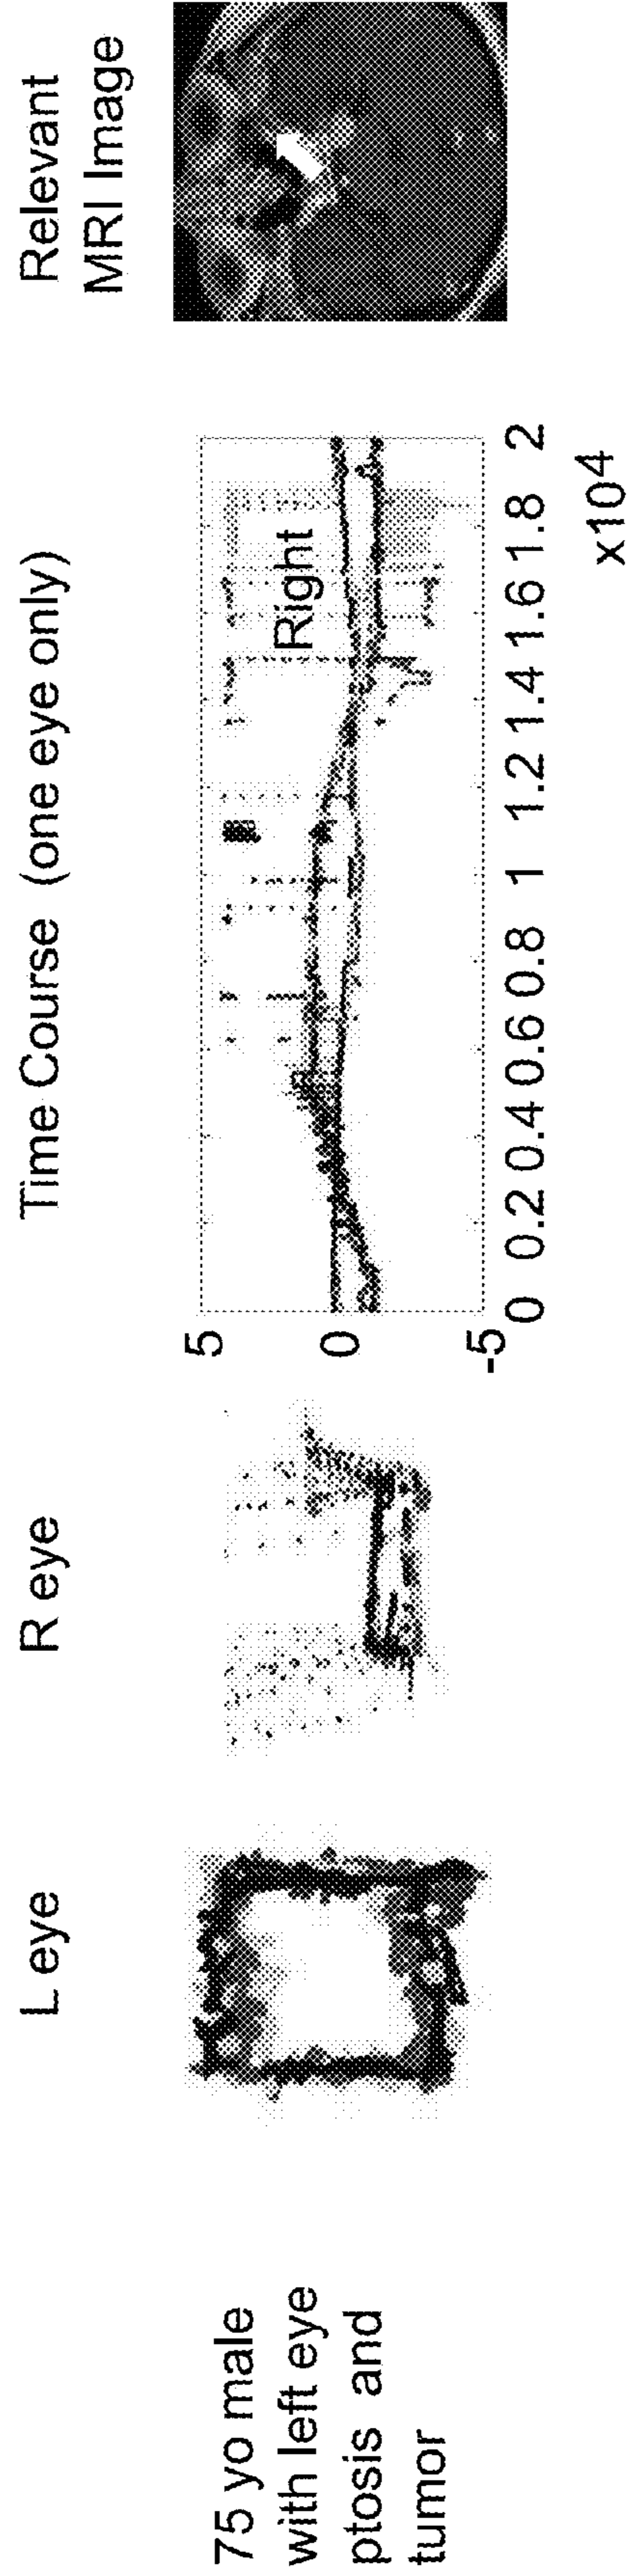 L eye
R eye
Time Course (one eye only)
Relevant
MRI Image
75 yo male
with left eye
ptosis and
tumor
5
0
-5
Right
0 0.2 0.4 0.6 0.8 1 1.2 1.4 1.6 1.8 2
x10⁴